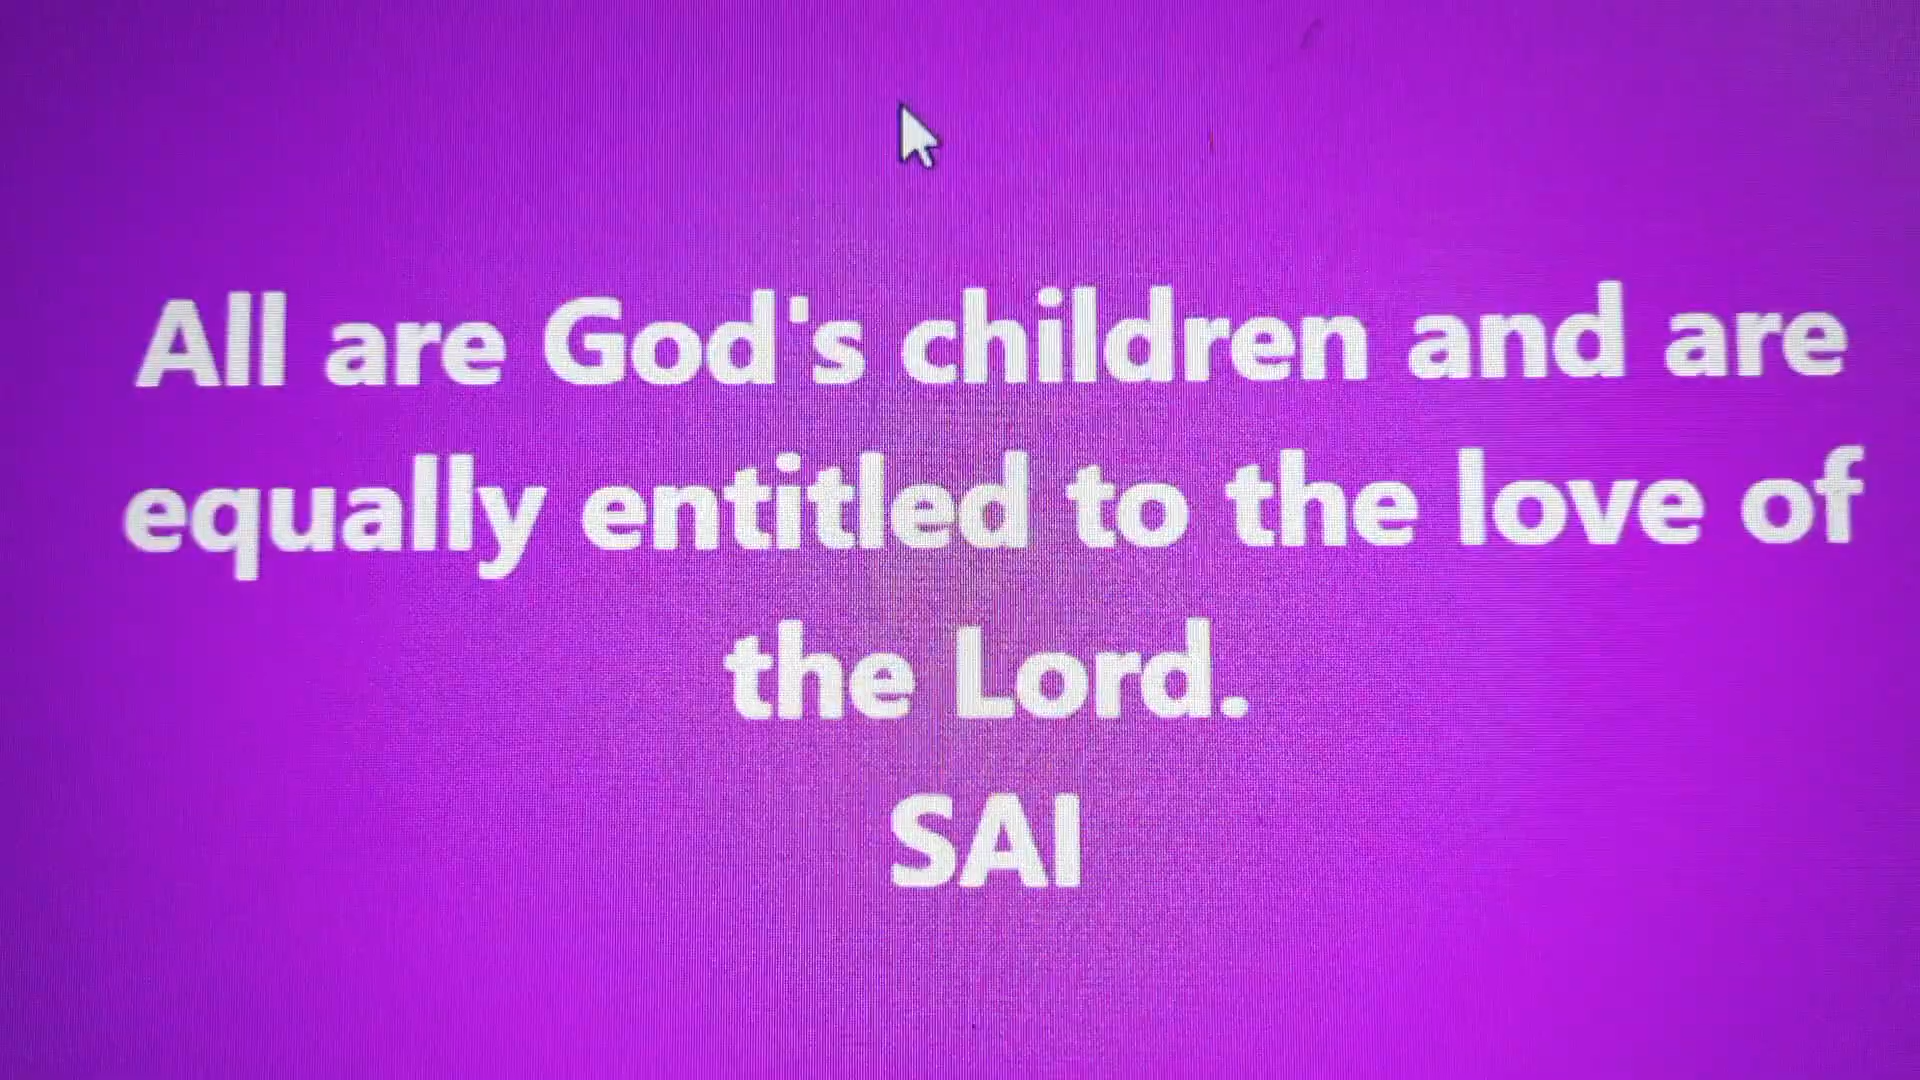 All are God's children and are
equally entitled to the love of
the Lord.
SAI